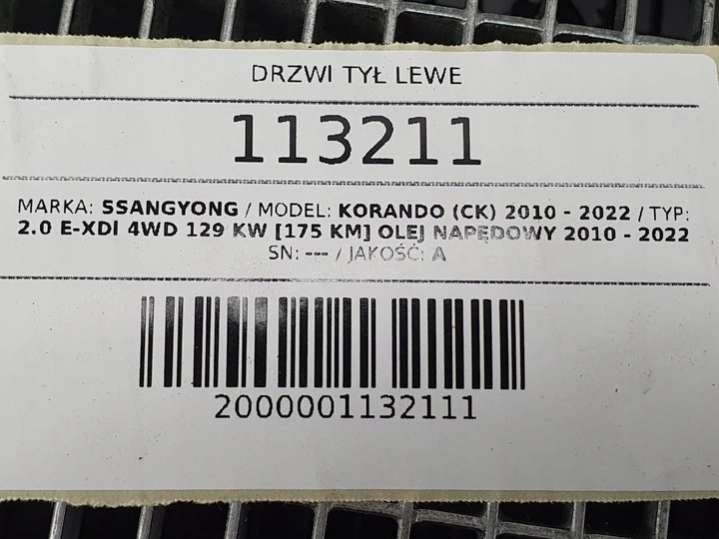 DRZWI TYŁ LEWE
113211
MARKA: SSANGYONG / MODEL: KORANDO (CK) 2010 - 2022 / TYP:
2.0 E-XDI 4WD 129 KW [175 KM] OLEJ NAPĘDOWY 2010 - 2022
SN: --- / JAKOŚĆ: A
2000001132111